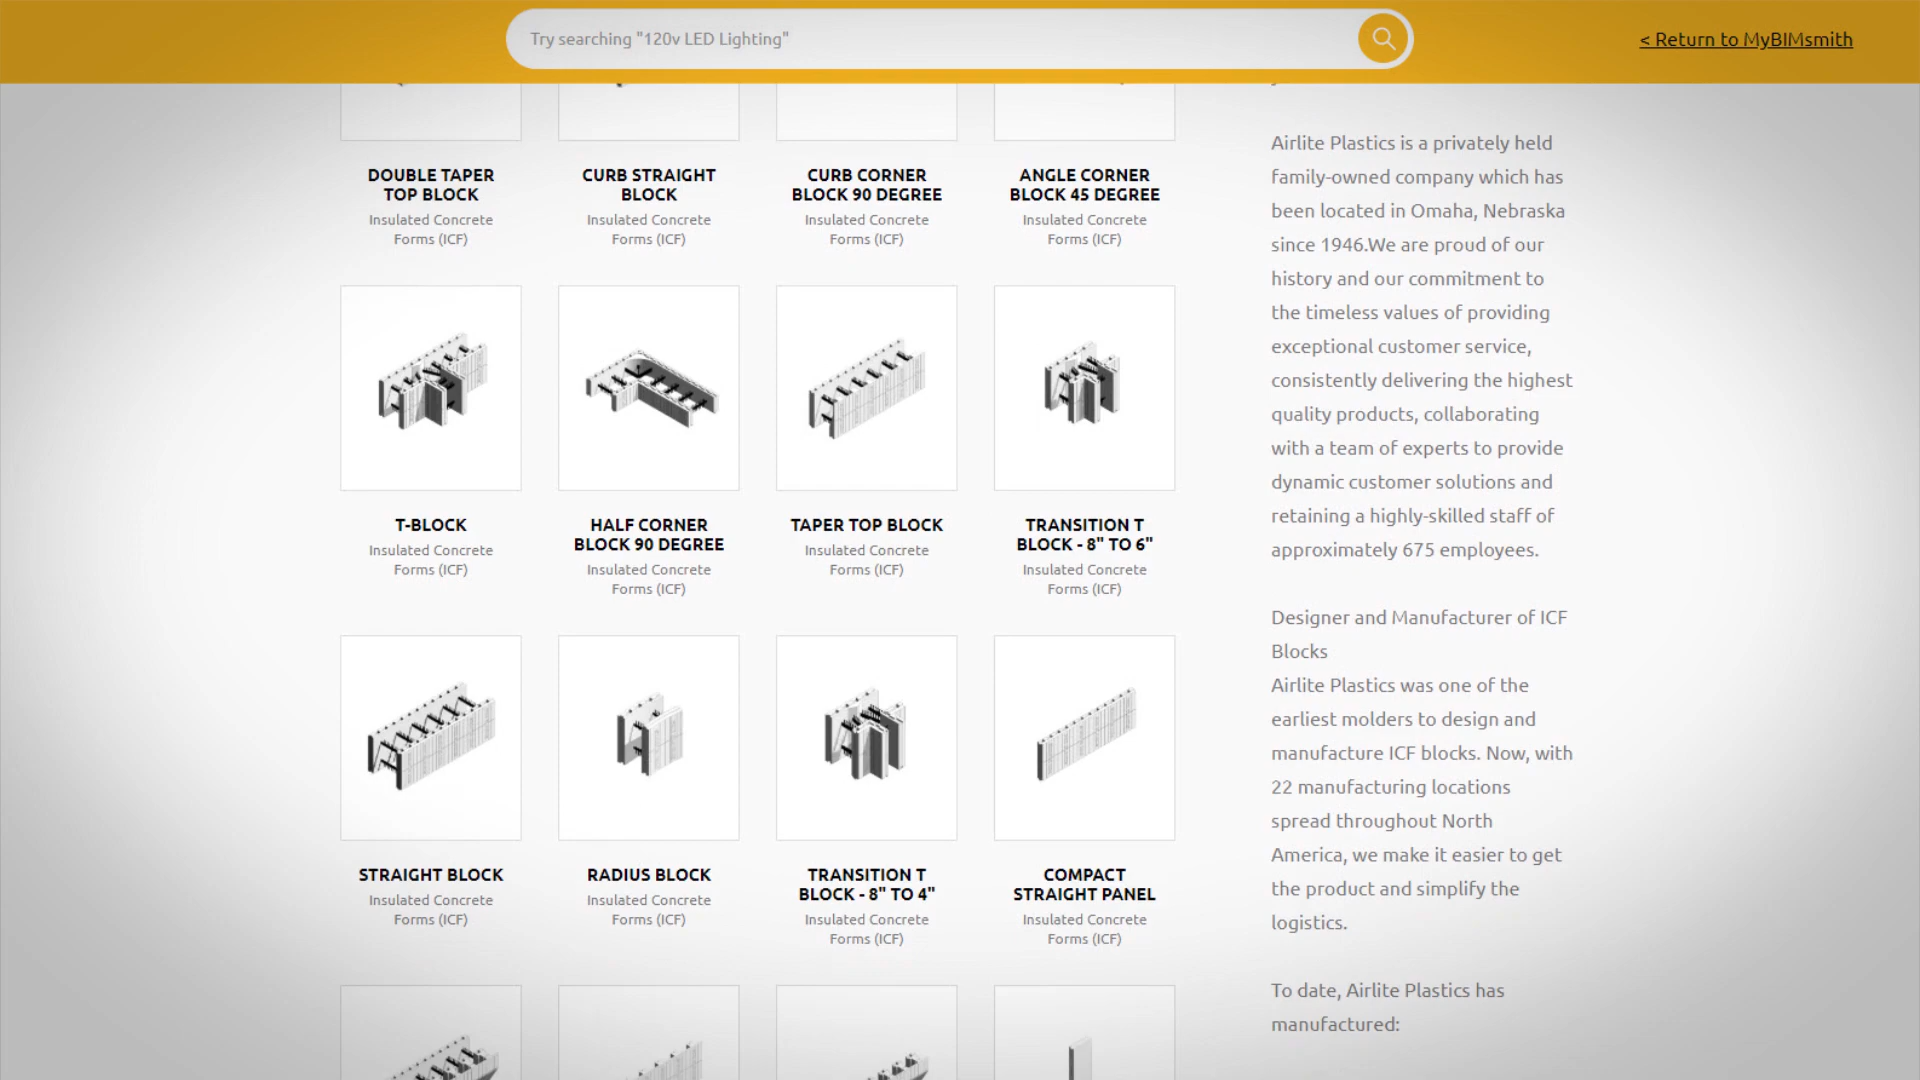 Try searching "120v LED Lighting"
< Return to MyBIMsmith
DOUBLE TAPER
TOP BLOCK
Insulated Concrete
Forms (ICF)
CURB STRAIGHT
BLOCK
Insulated Concrete
Forms (ICF)
CURB CORNER
BLOCK 90 DEGREE
Insulated Concrete
Forms (ICF)
ANGLE CORNER
BLOCK 45 DEGREE
Insulated Concrete
Forms (ICF)
T-BLOCK
Insulated Concrete
Forms (ICF)
HALF CORNER
BLOCK 90 DEGREE
Insulated Concrete
Forms (ICF)
TAPER TOP BLOCK
Insulated Concrete
Forms (ICF)
TRANSITION T
BLOCK - 8" TO 6"
Insulated Concrete
Forms (ICF)
STRAIGHT BLOCK
Insulated Concrete
Forms (ICF)
RADIUS BLOCK
Insulated Concrete
Forms (ICF)
TRANSITION T
BLOCK - 8" TO 4"
Insulated Concrete
Forms (ICF)
COMPACT
STRAIGHT PANEL
Insulated Concrete
Forms (ICF)
Airlite Plastics is a privately held
family-owned company which has
been located in Omaha, Nebraska
since 1946.We are proud of our
history and our commitment to
the timeless values of providing
exceptional customer service,
consistently delivering the highest
quality products, collaborating
with a team of experts to provide
dynamic customer solutions and
retaining a highly-skilled staff of
approximately 675 employees.
Designer and Manufacturer of ICF
Blocks
Airlite Plastics was one of the
earliest molders to design and
manufacture ICF blocks. Now, with
22 manufacturing locations
spread throughout North
America, we make it easier to get
the product and simplify the
logistics.
To date, Airlite Plastics has
manufactured: